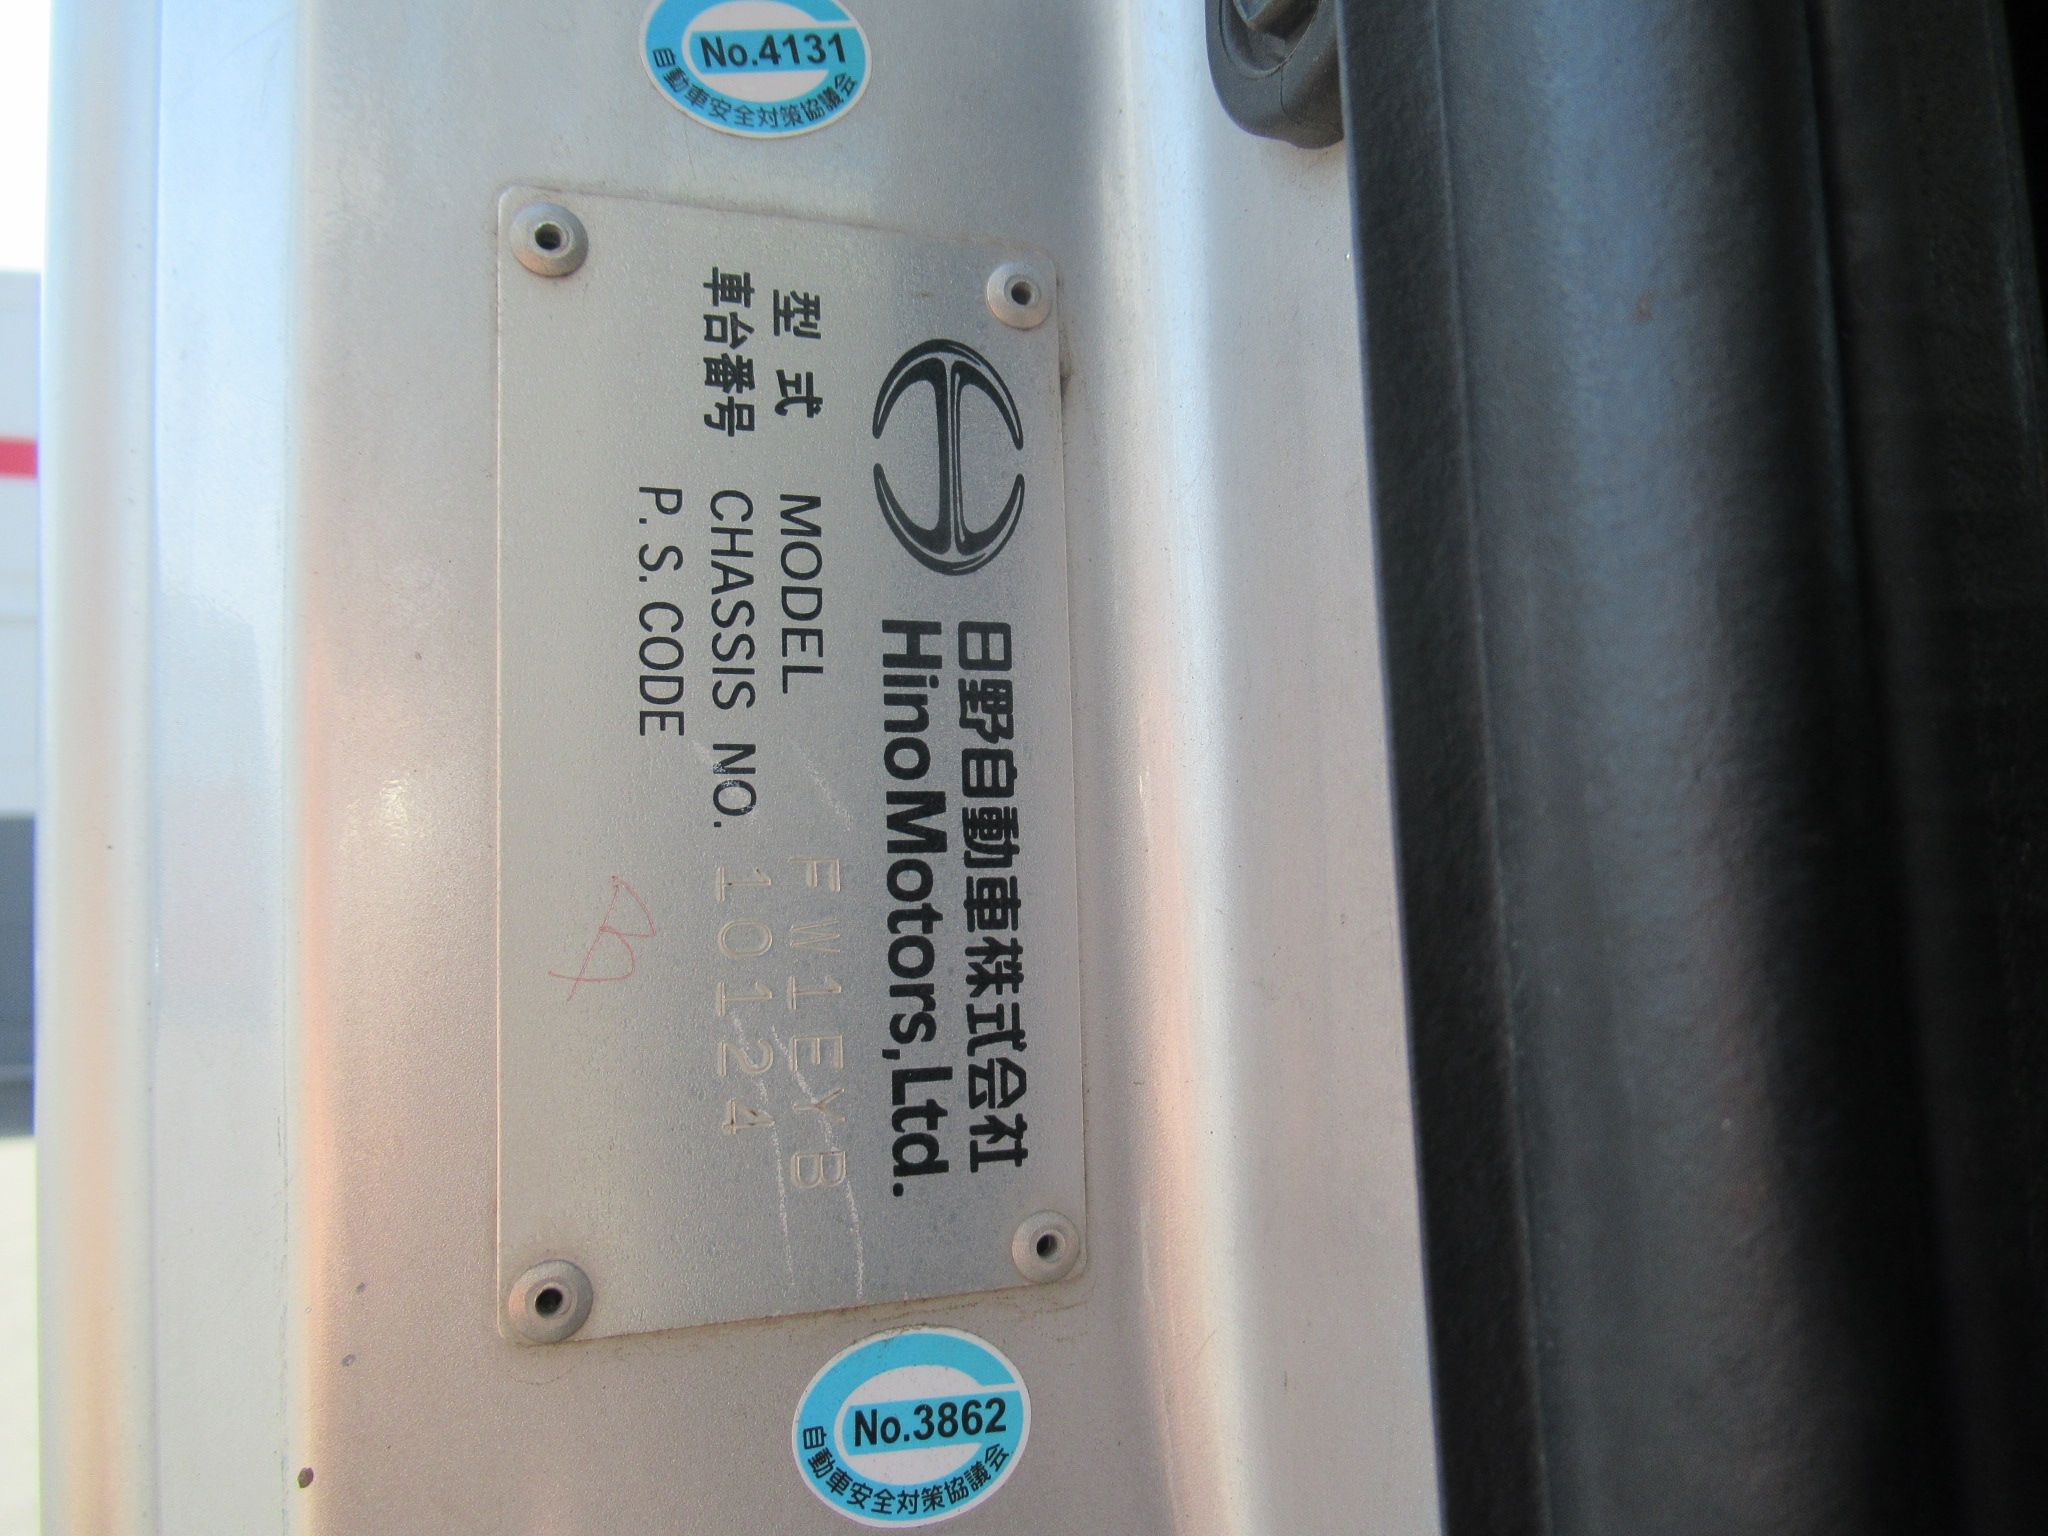 No.4131
自動車安全対策協議会
日野自動車株式会社
Hino Motors, Ltd.
型式 MODEL FW1EYB
車台番号 CHASSIS NO. 101124
P.S.CODE
No.3862
自動車安全対策協議会